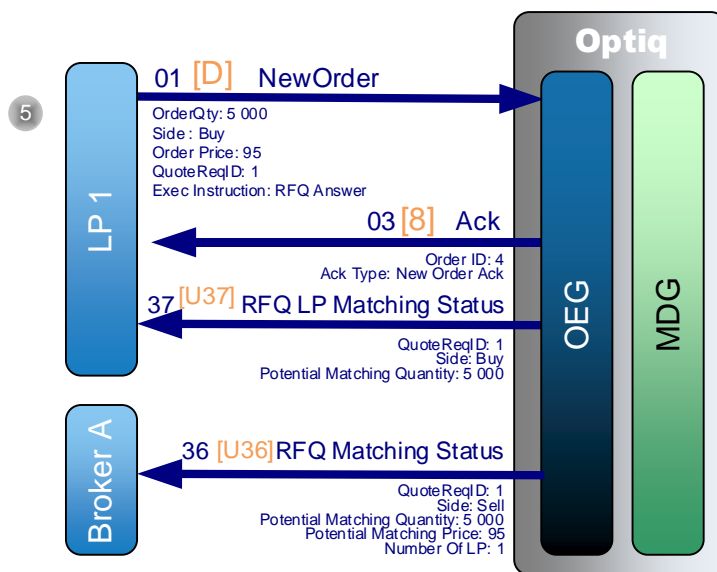 Optiq
5
LP 1
01 [D] NewOrder
OrderQty: 5 000
Side : Buy
Order Price: 95
QuoteReqID: 1
Exec Instruction: RFQ Answer
03 [8] Ack
Order ID: 4
Ack Type: New Order Ack
37 [U37] RFQ LP Matching Status
QuoteReqID: 1
Side: Buy
Potential Matching Quantity: 5 000
OEG
MDG
Broker A
36 [U36] RFQ Matching Status
QuoteReqID: 1
Side: Sell
Potential Matching Quantity: 5 000
Potential Matching Price: 95
Number Of LP: 1